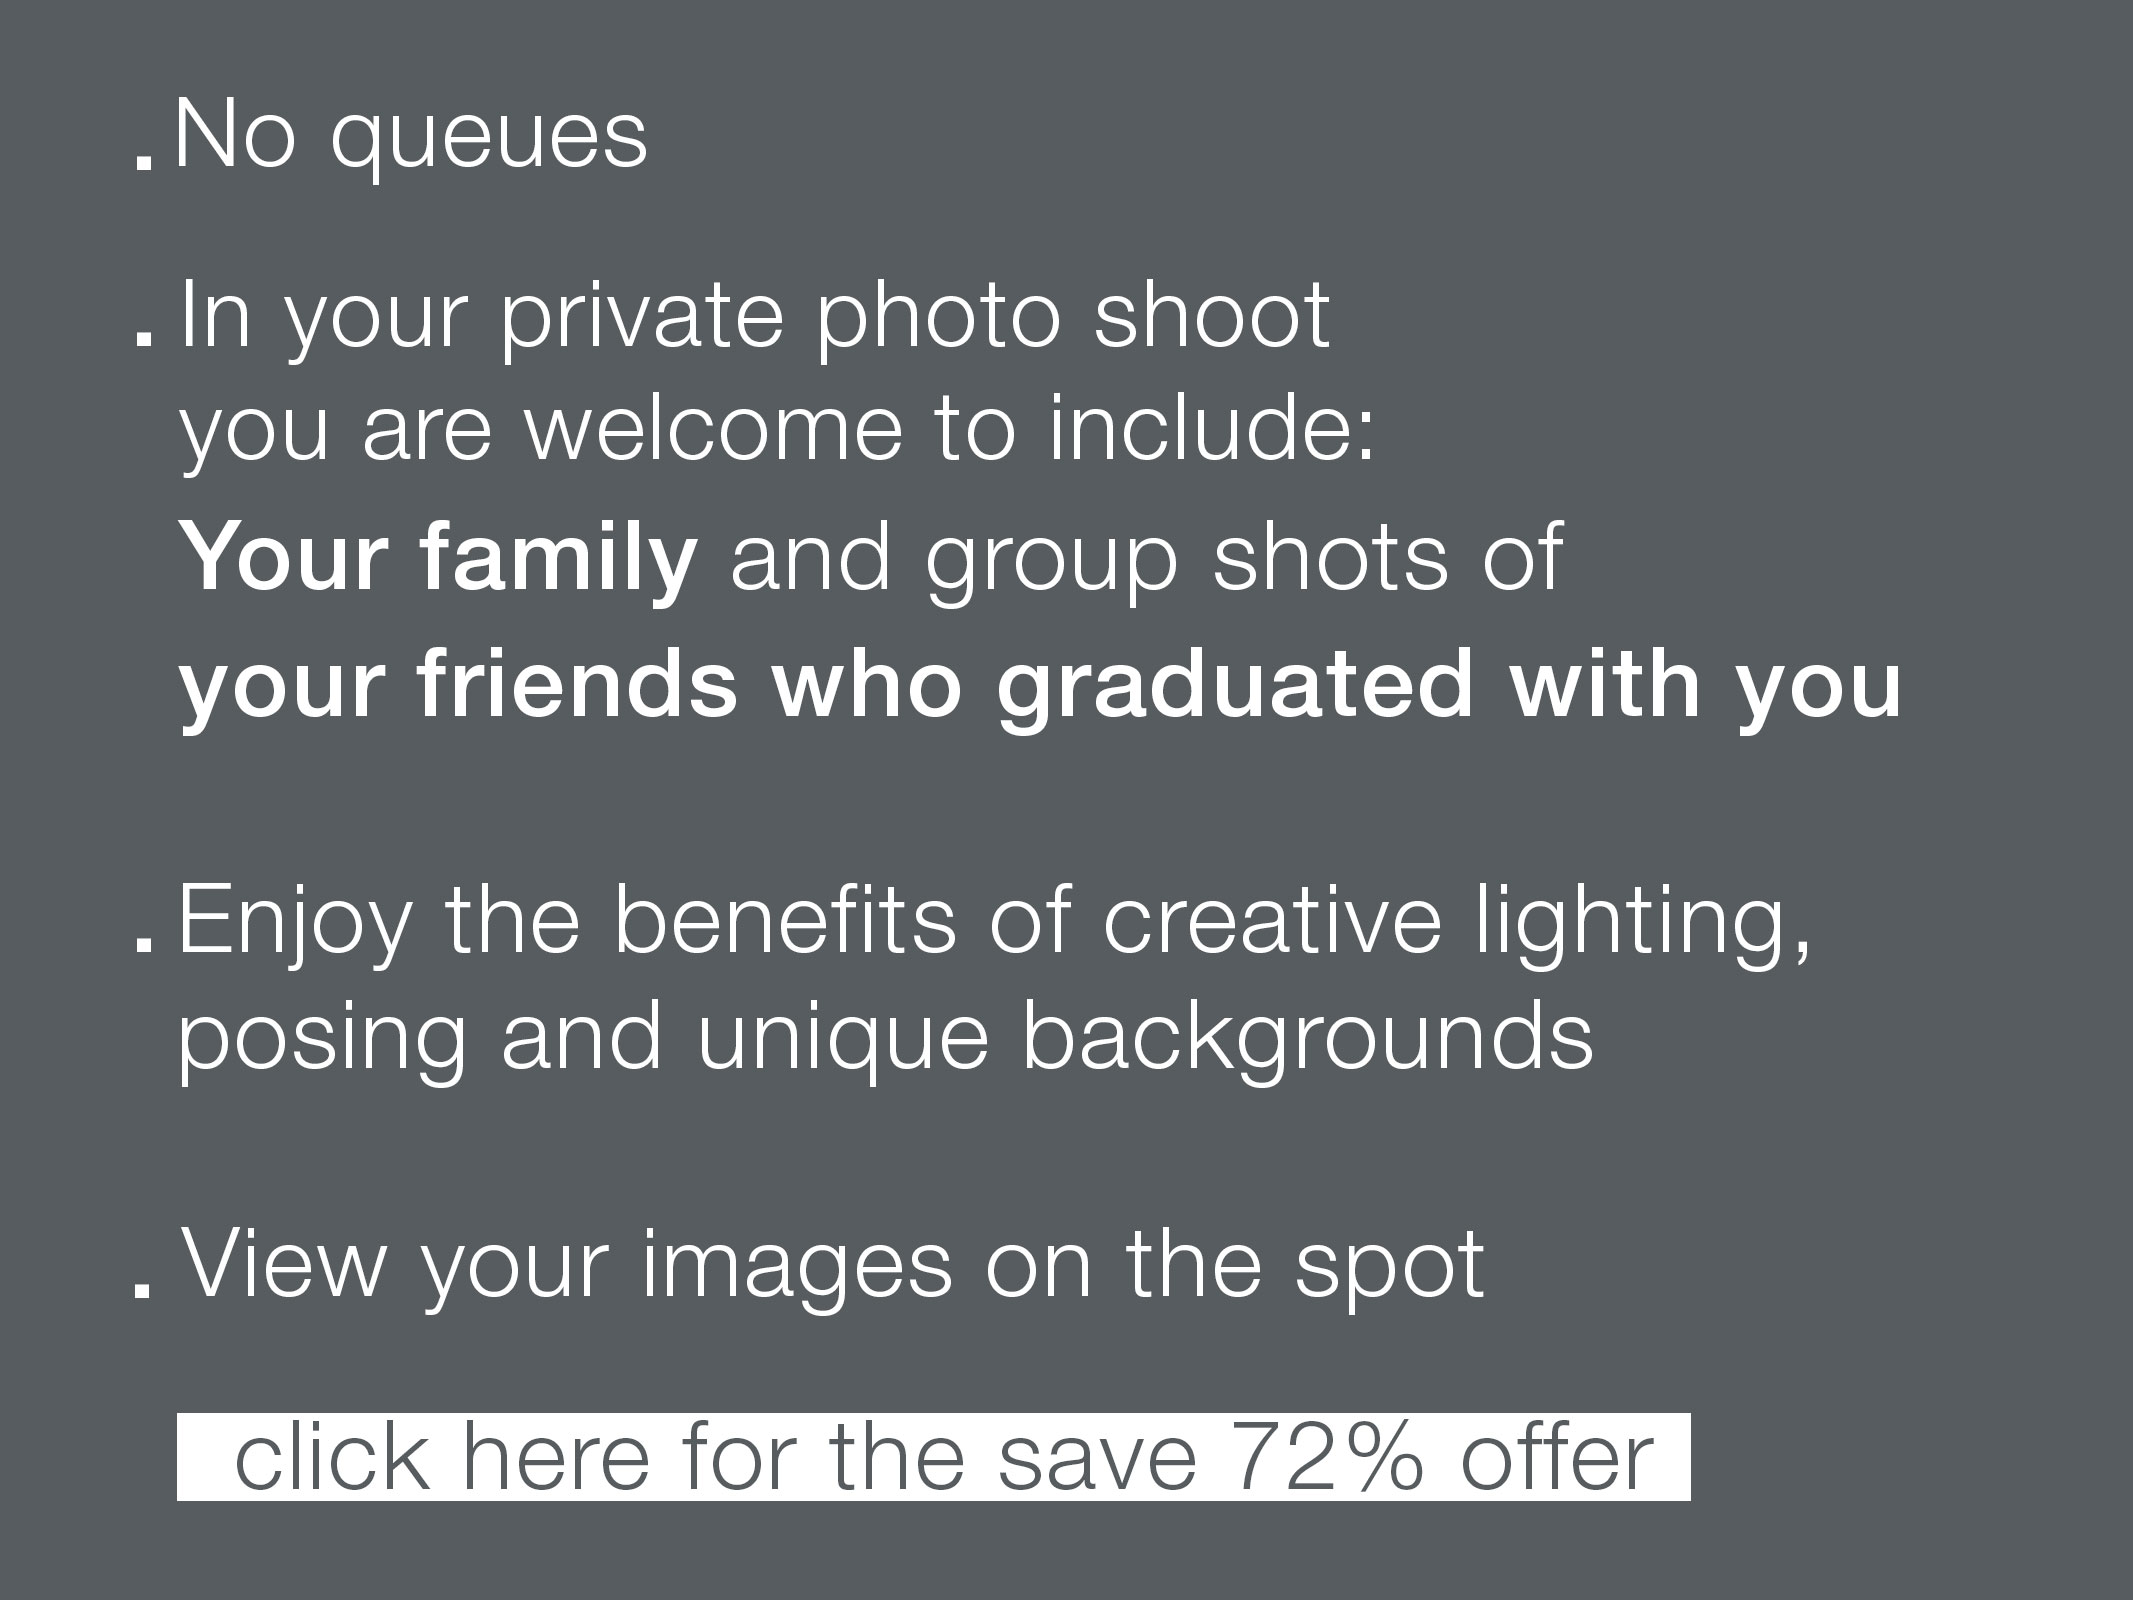 . No queues
. In your private photo shoot
you are welcome to include:
Your family and group shots of
your friends who graduated with you
. Enjoy the benefits of creative lighting,
posing and unique backgrounds
. View your images on the spot
click here for the save 72% offer